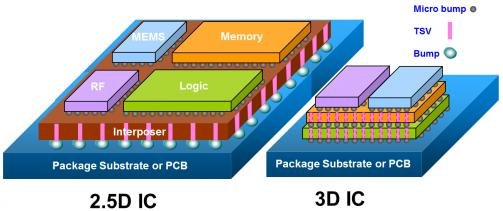 Micro bump
TSV
Bump
MEMS
Memory
RF
Logic
Interposer
Package Substrate or PCB
Package Substrate or PCB
2.5D IC
3D IC